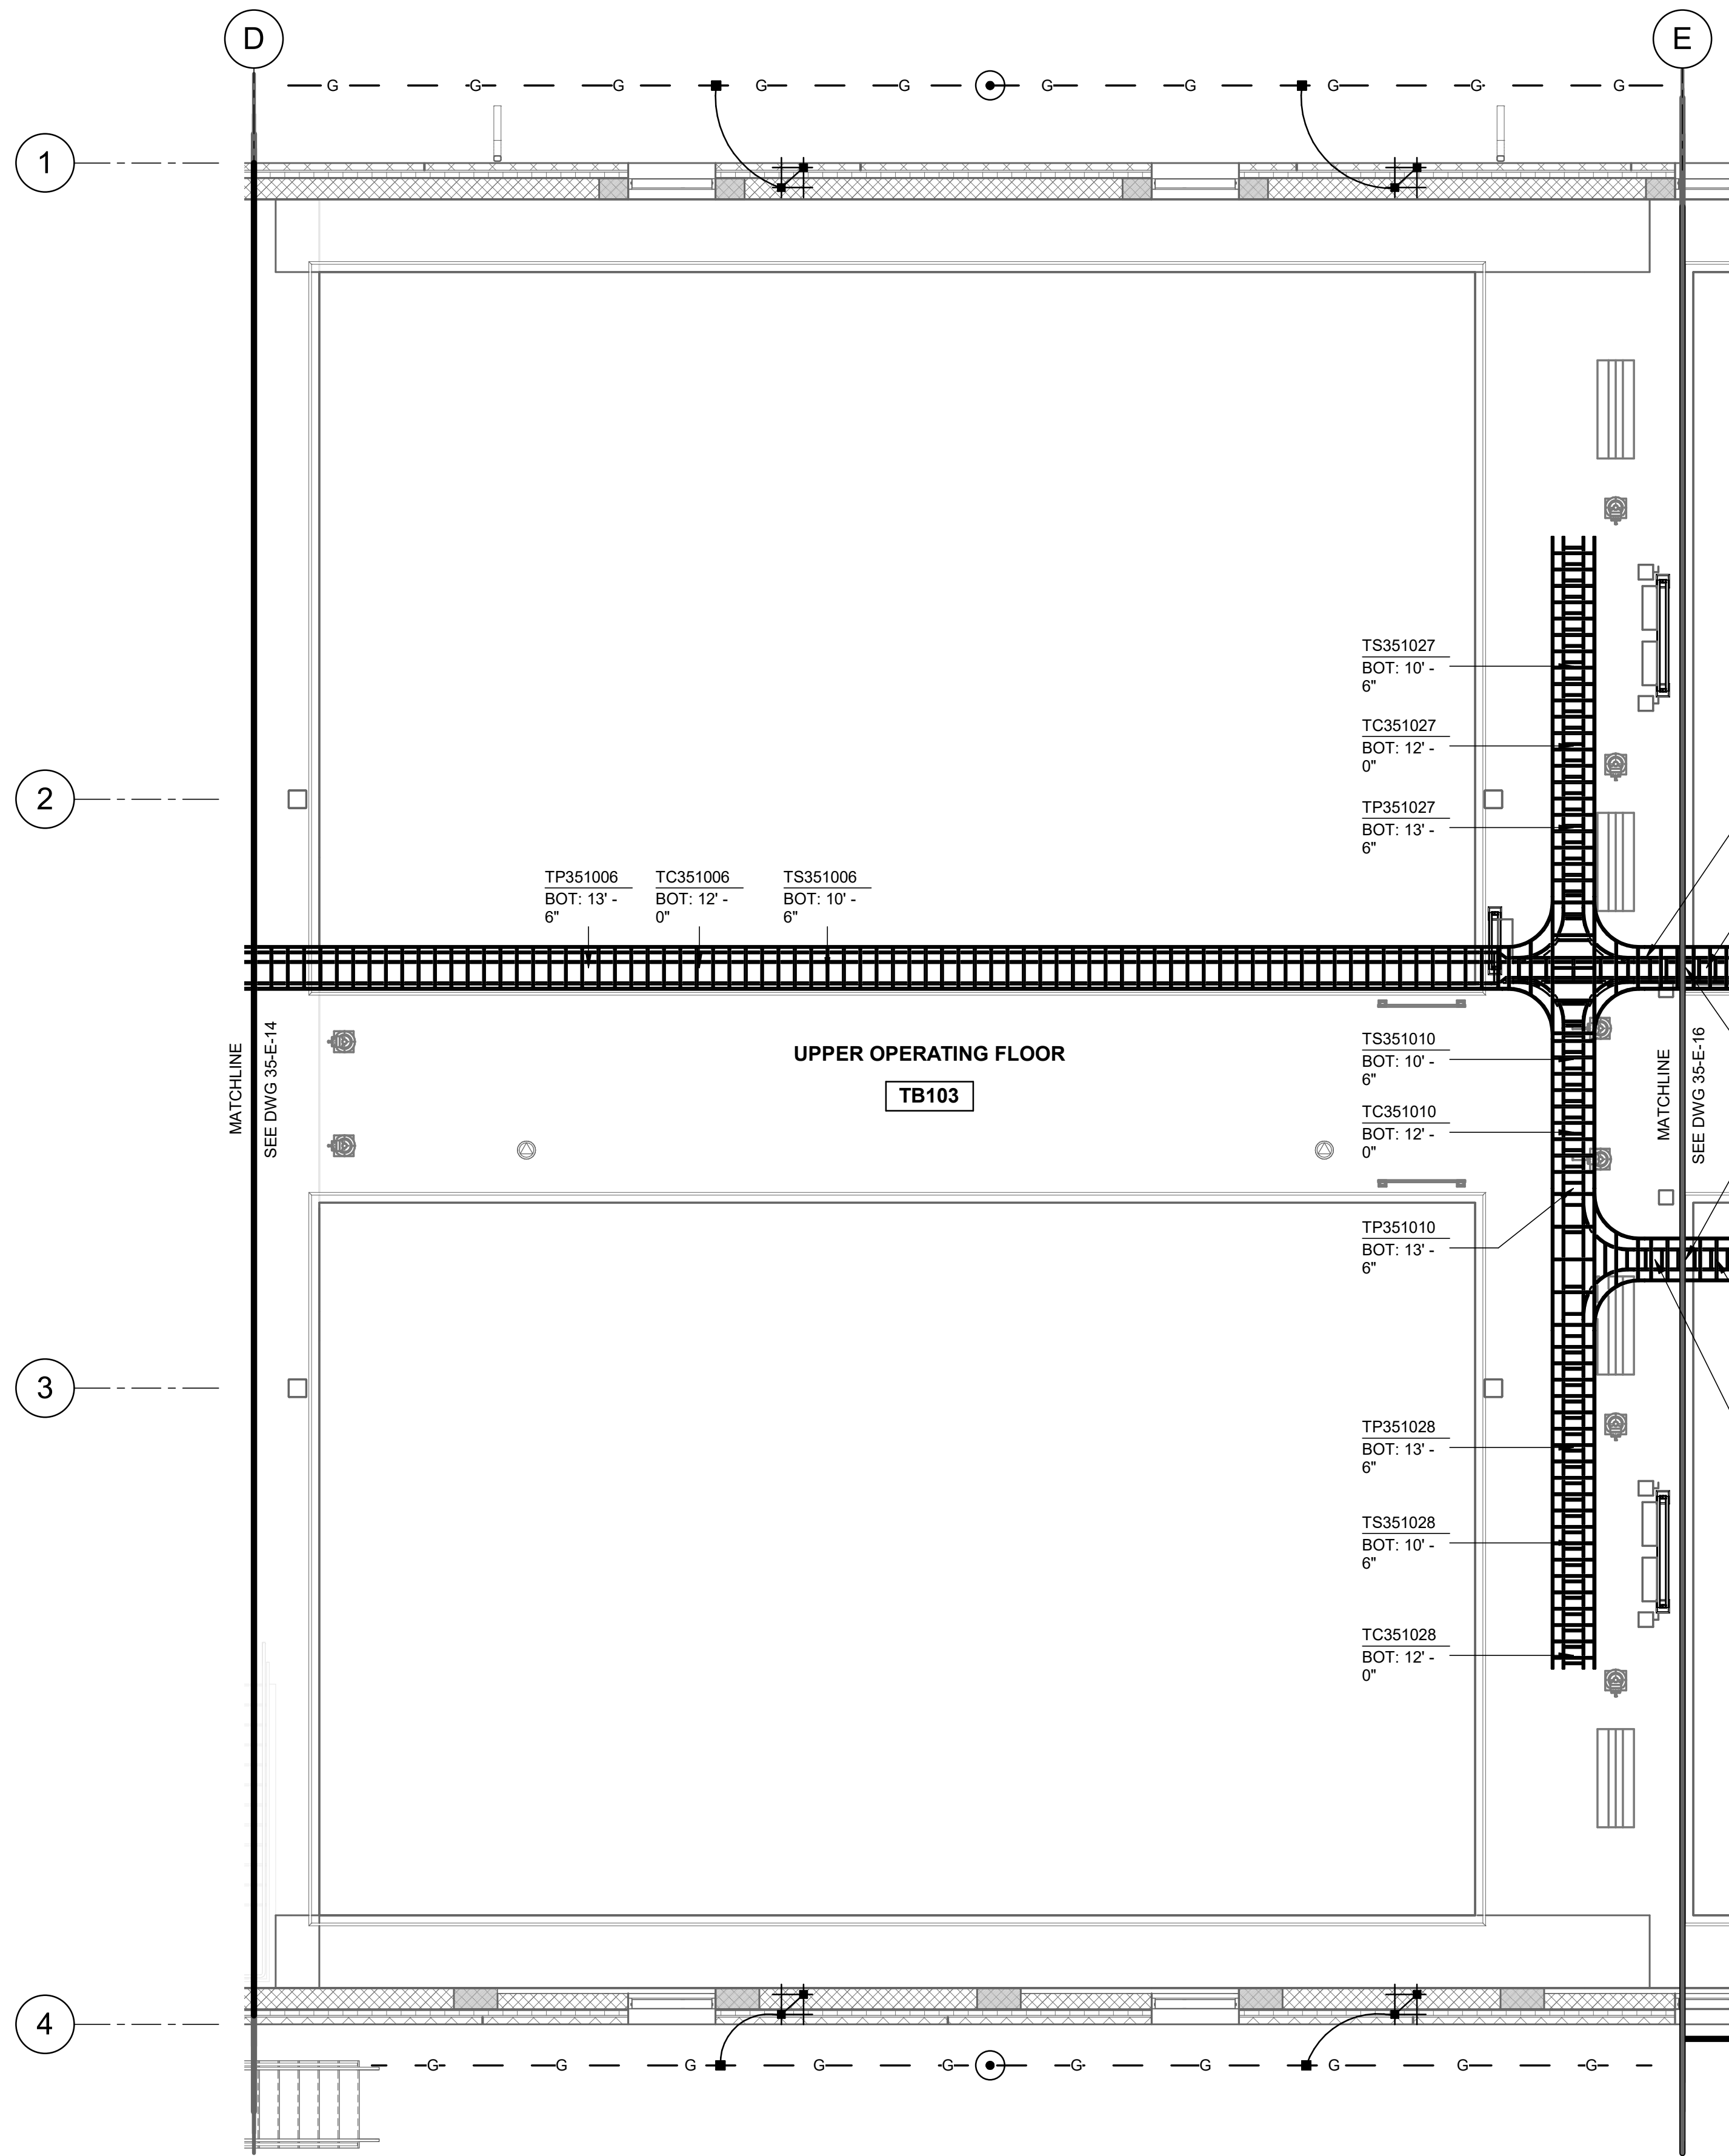 D
E
G G G G G G G G G G
1
TS351027
BOT: 10' -
6"
TC351027
BOT: 12' -
0"
2
TP351027
BOT: 13' -
6"
TP351006
BOT: 13' -
6"
TC351006
BOT: 12' -
0"
TS351006
BOT: 10' -
6"
MATCHLINE
SEE DWG 35-E-14
UPPER OPERATING FLOOR
TB103
TS351010
BOT: 10' -
6"
TC351010
BOT: 12' -
0"
MATCHLINE
SEE DWG 35-E-16
TP351010
BOT: 13' -
6"
3
TP351028
BOT: 13' -
6"
TS351028
BOT: 10' -
6"
TC351028
BOT: 12' -
0"
4
G G G G G G G G G G